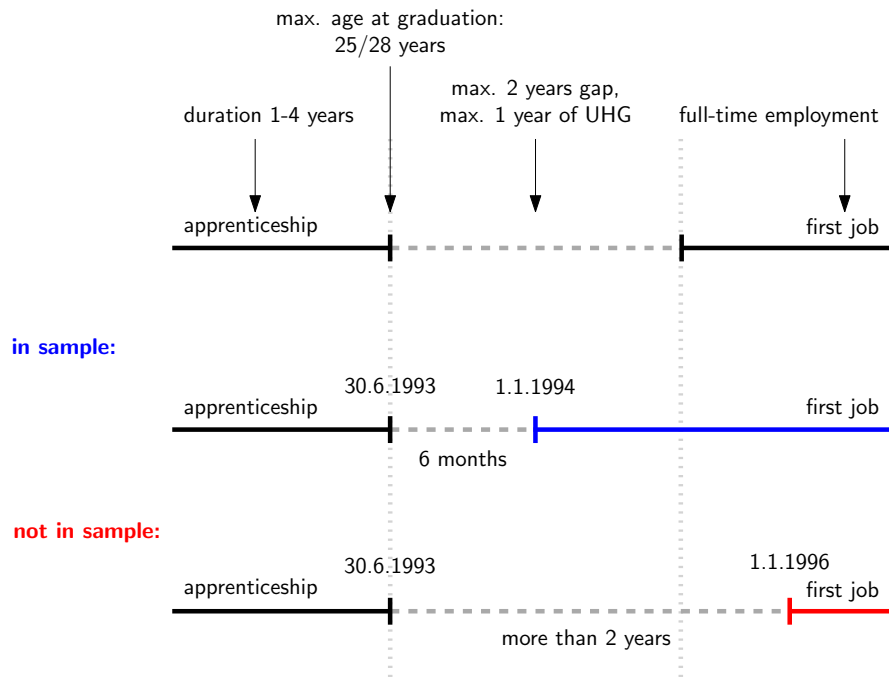 max. age at graduation:
25/28 years
max. 2 years gap,
max. 1 year of UHG
duration 1-4 years
full-time employment
apprenticeship
first job
in sample:
30.6.1993
1.1.1994
apprenticeship
first job
6 months
not in sample:
30.6.1993
1.1.1996
apprenticeship
first job
more than 2 years